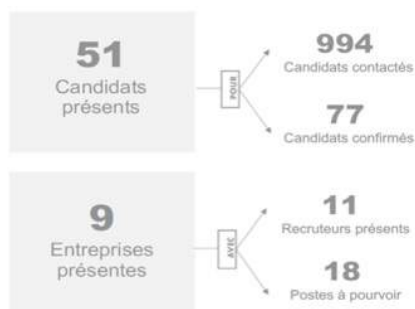 51
Candidats
présents
POUR
994
Candidats contactés
77
Candidats confirmés
9
Entreprises
présentes
AVEC
11
Recruteurs présents
18
Postes à pourvoir